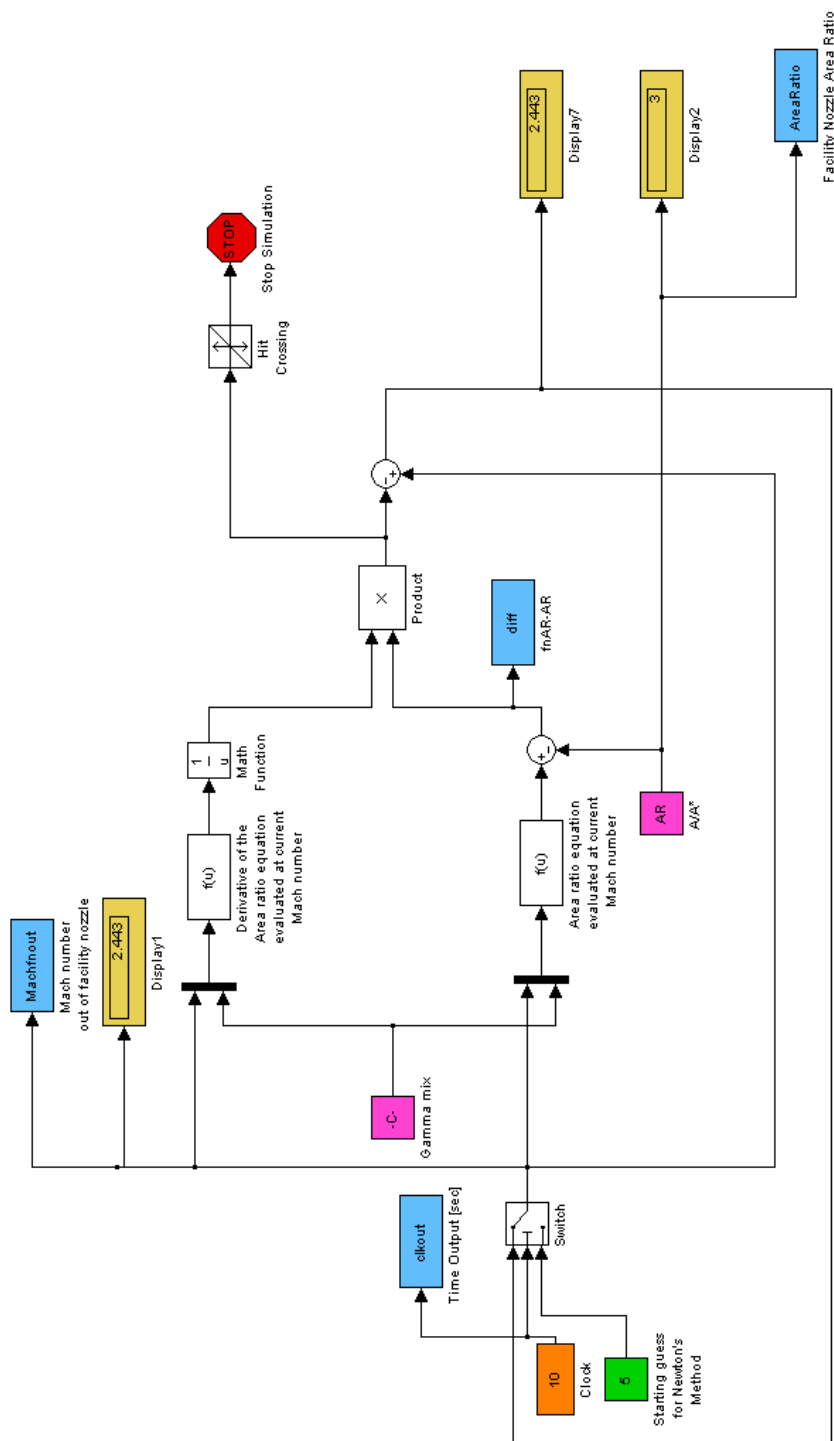 Machfnout
Mach number
out of facility nozzle
2.443
Display1
clkout
Time Output [sec]
10
Clock
5
Starting guess
for Newton's
Method
Switch
-C-
Gamma mix
f(u)
Derivative of the
Area ratio equation
evaluated at current
Mach number
1
u
Math
Function
f(u)
Area ratio equation
evaluated at current
Mach number
+
-
AR
A/A*
×
Product
diff
fnAR-AR
-
+
Hit
Crossing
STOP
Stop Simulation
2.443
Display7
3
Display2
AreaRatio
Facility Nozzle Area Ratio